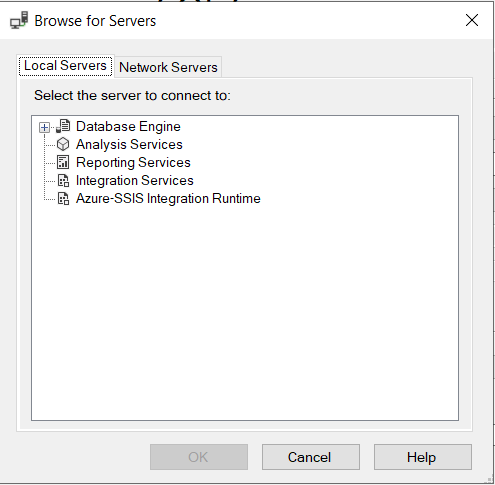 Browse for Servers
Local Servers Network Servers
Select the server to connect to:
Database Engine
Analysis Services
Reporting Services
Integration Services
Azure-SSIS Integration Runtime
OK Cancel Help